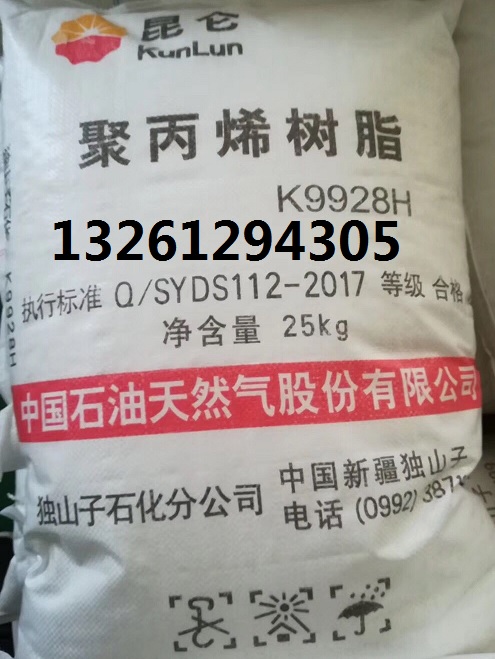 昆仑
KunLun
聚丙烯树脂
K9928H
13261294305
执行标准 Q/SYDS112-2017 等级 合格
净含量 25kg
中国石油天然气股份有限公司
独山子石化分公司
中国新疆独山子
电话 (0992) 387
K9928H